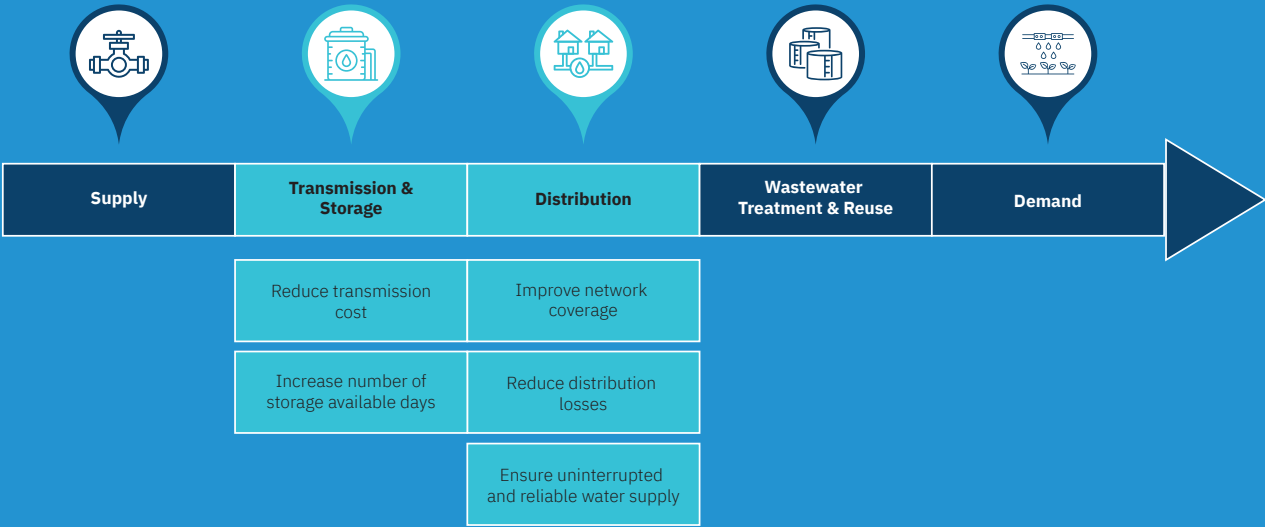 Supply
Transmission &
Storage
Distribution
Wastewater
Treatment & Reuse
Demand
Reduce transmission
cost
Improve network
coverage
Increase number of
storage available days
Reduce distribution
losses
Ensure uninterrupted
and reliable water supply